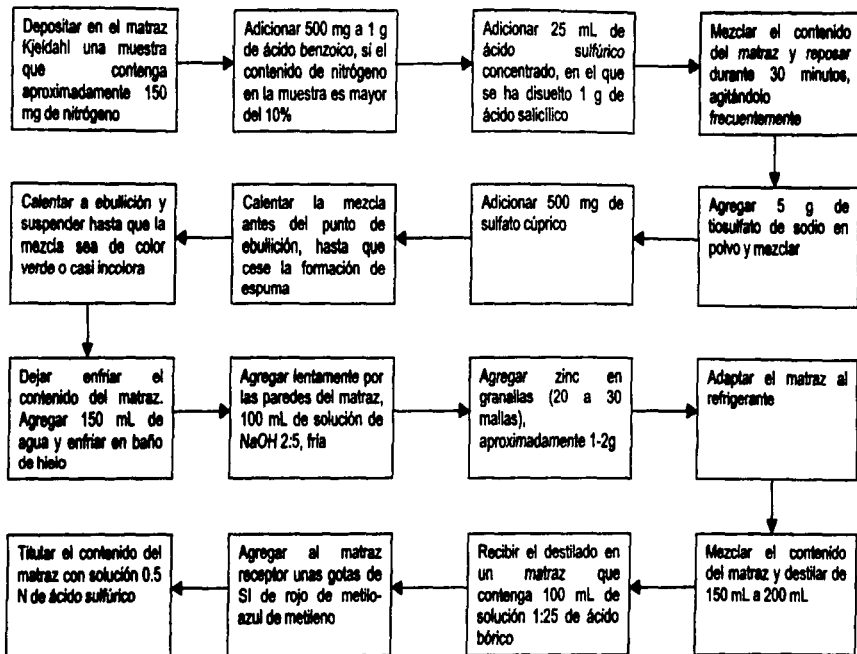 Depositar en el matraz
Kjeldahl una muestra
que contenga
aproximadamente 150
mg de nitrógeno
Adicionar 500 mg a 1 g
de ácido benzoico, sí el
contenido de nitrógeno
en la muestra es mayor
del 10%
Adicionar 25 mL de
ácido sulfúrico
concentrado, en el que
se ha disuelto 1 g de
ácido salicílico
Mezclar el contenido
del matraz y reposar
durante 30 minutos,
agitándolo
frecuentemente
Agregar 5 g de
tiosulfato de sodio en
polvo y mezclar
Adicionar 500 mg de
sulfato cúprico
Calentar la mezcla
antes del punto de
ebullición, hasta que
cese la formación de
espuma
Calentar a ebullición y
suspender hasta que la
mezcla sea de color
verde o casi incolora
Dejar enfriar el
contenido del matraz.
Agregar 150 mL de
agua y enfriar en baño
de hielo
Agregar lentamente por
las paredes del matraz,
100 mL de solución de
NaOH 2:5, fría
Agregar zinc en
granallas (20 a 30
mallas),
aproximadamente 1-2g
Adaptar el matraz al
refrigerante
Mezclar el contenido
del matraz y destilar de
150 mL a 200 mL
Recibir el destilado en
un matraz que
contenga 100 mL de
solución 1:25 de ácido
bórico
Agregar al matraz
receptor unas gotas de
SI de rojo de metilo-
azul de metileno
Titular el contenido del
matraz con solución 0.5
N de ácido sulfúrico